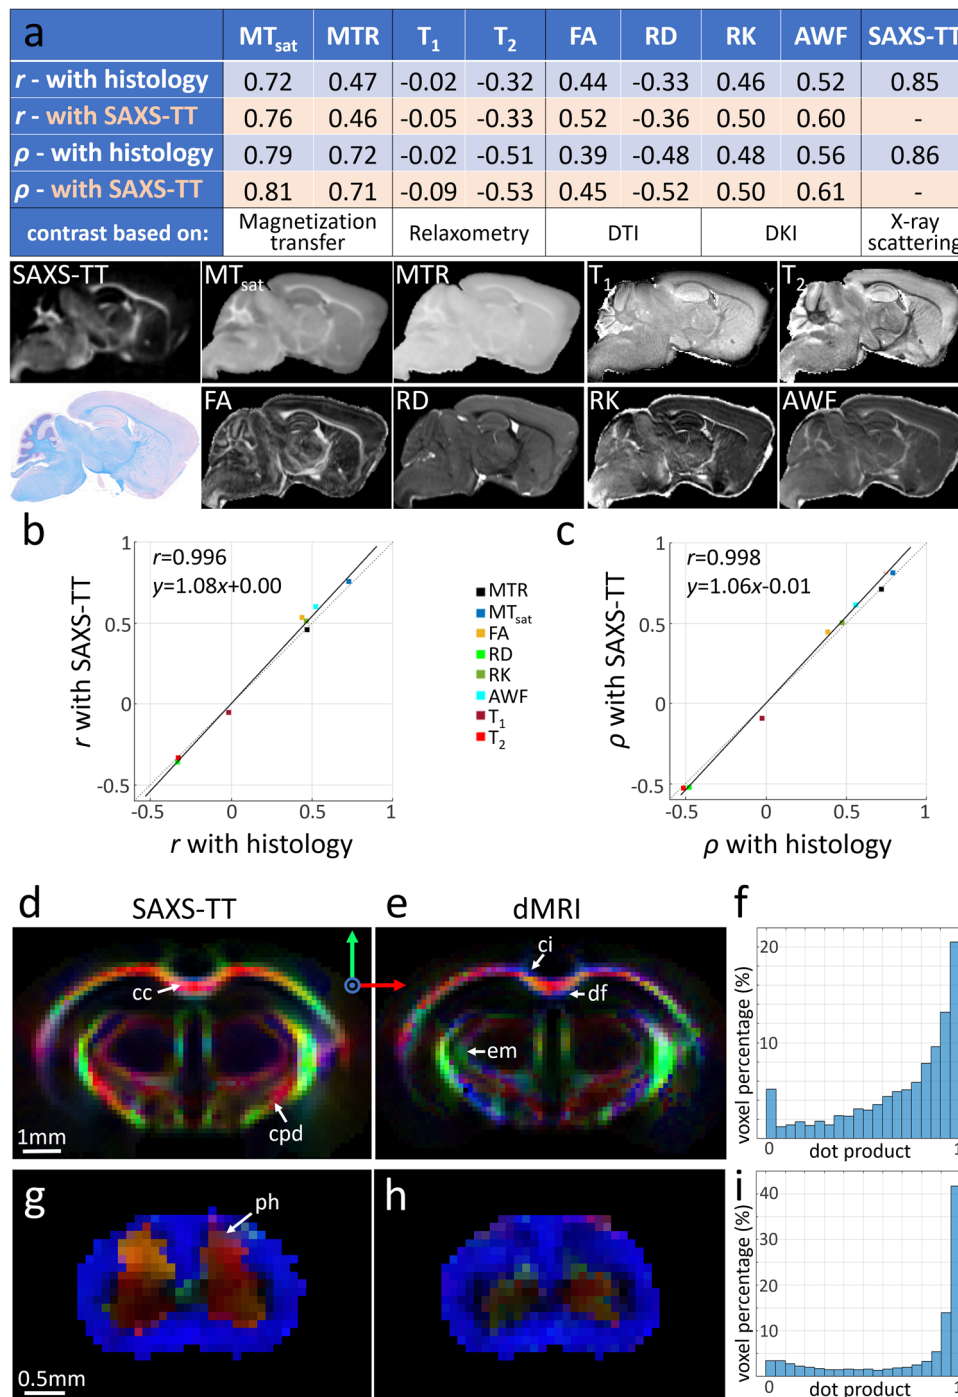 a
MTsat MTR T1 T2 FA RD RK AWF SAXS-TT
r - with histology 0.72 0.47 -0.02 -0.32 0.44 -0.33 0.46 0.52 0.85
r - with SAXS-TT 0.76 0.46 -0.05 -0.33 0.52 -0.36 0.50 0.60 -
ρ - with histology 0.79 0.72 -0.02 -0.51 0.39 -0.48 0.48 0.56 0.86
ρ - with SAXS-TT 0.81 0.71 -0.09 -0.53 0.45 -0.52 0.50 0.61 -
contrast based on: Magnetization transfer Relaxometry DTI DKI X-ray scattering
SAXS-TT MTsat MTR T1 T2
FA RD RK AWF
b
r=0.996
y=1.08x+0.00
1
0.5
0
-0.5
-0.5 0 0.5 1
r with SAXS-TT
r with histology
MTR
MTsat
FA
RD
RK
AWF
T1
T2
c
r=0.998
y=1.06x-0.01
1
0.5
0
-0.5
-0.5 0 0.5 1
ρ with SAXS-TT
ρ with histology
d SAXS-TT
cc
cpd
1mm
e dMRI
ci
df
em
f
20
10
0
voxel percentage (%)
0 1
dot product
g
ph
0.5mm
h
i
40
30
20
10
0
voxel percentage (%)
0 1
dot product